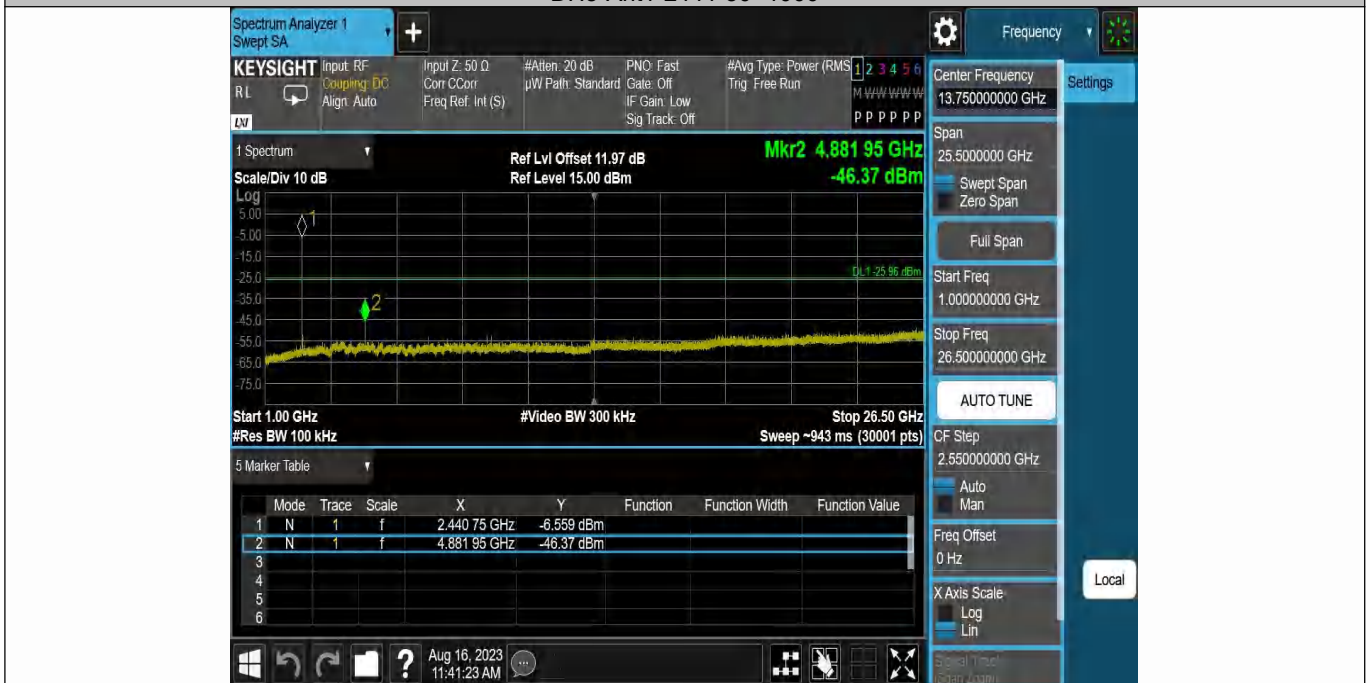 Spectrum Analyzer 1
Swept SA
+
Frequency
KEYSIGHT
RL
LXI
Input: RF
Coupling: DC
Align: Auto
Input Z: 50 Ω
Corr CCorr
Freq Ref: Int (S)
#Atten: 20 dB
µW Path: Standard
PNO: Fast
Gate: Off
IF Gain: Low
Sig Track: Off
#Avg Type: Power (RMS
Trig: Free Run
1 2 3 4 5 6
M W W W W W
P P P P P P
Center Frequency
13.750000000 GHz
Settings
1 Spectrum
Scale/Div 10 dB
Ref Lvl Offset 11.97 dB
Ref Level 15.00 dBm
Mkr2 4.881 95 GHz
-46.37 dBm
Span
25.5000000 GHz
Swept Span
Zero Span
Full Span
Log
5.00
-5.00
-15.0
-25.0
-35.0
-45.0
-55.0
-65.0
-75.0
1
2
DL1 -25.96 dBm
Start Freq
1.000000000 GHz
Stop Freq
26.500000000 GHz
AUTO TUNE
Start 1.00 GHz
#Video BW 300 kHz
Stop 26.50 GHz
#Res BW 100 kHz
Sweep ~943 ms (30001 pts)
CF Step
2.550000000 GHz
Auto
Man
5 Marker Table
Mode Trace Scale X Y Function Function Width Function Value
1 N 1 f 2.440 75 GHz -6.559 dBm
2 N 1 f 4.881 95 GHz -46.37 dBm
3
4
5
6
Freq Offset
0 Hz
Local
X Axis Scale
Log
Lin
?
Aug 16, 2023
11:41:23 AM
Signal Track
(Span Zoom)